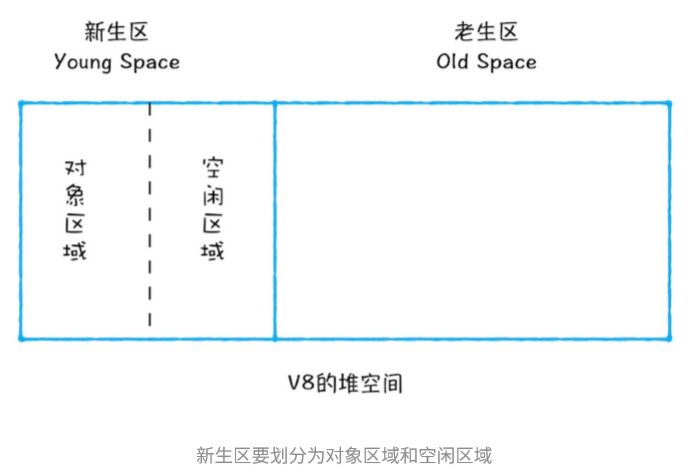 新生区
Young Space
老生区
Old Space
对象区域
空闲区域
V8的堆空间
新生区要划分为对象区域和空闲区域